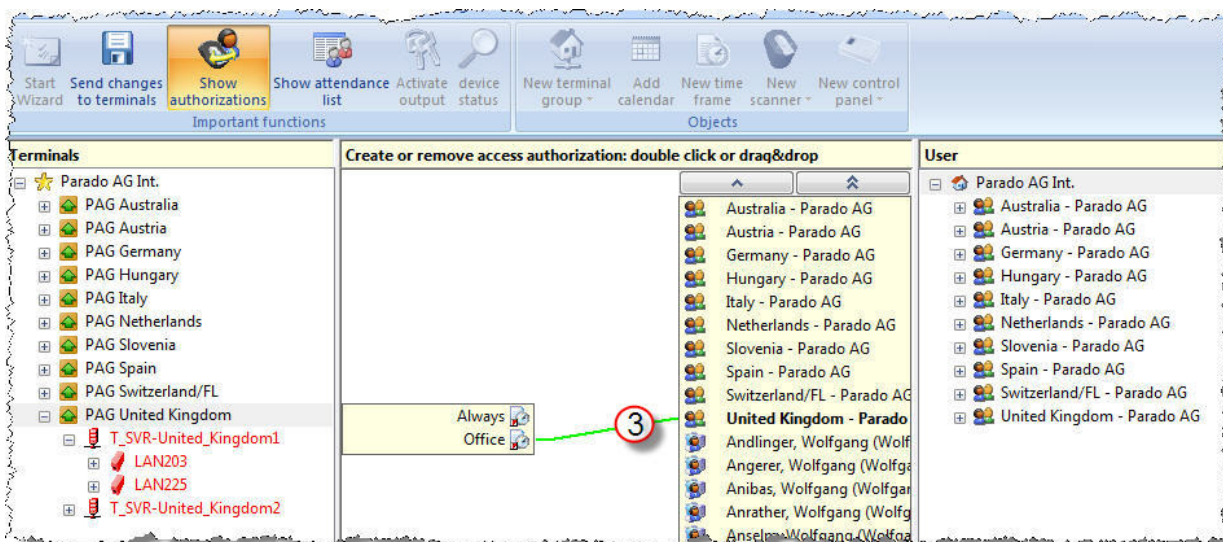 Start Wizard
Send changes to terminals
Show authorizations
Show attendance list
Activate output
device status
Important functions
New terminal group
Add calendar
New time frame
New scanner
New control panel
Objects
Terminals
Parado AG Int.
PAG Australia
PAG Austria
PAG Germany
PAG Hungary
PAG Italy
PAG Netherlands
PAG Slovenia
PAG Spain
PAG Switzerland/FL
PAG United Kingdom
T_SVR-United_Kingdom1
LAN203
LAN225
T_SVR-United_Kingdom2
Create or remove access authorization: double click or drag&drop
Always
Office
3
Australia - Parado AG
Austria - Parado AG
Germany - Parado AG
Hungary - Parado AG
Italy - Parado AG
Netherlands - Parado AG
Slovenia - Parado AG
Spain - Parado AG
Switzerland/FL - Parado AG
United Kingdom - Parado
Andlinger, Wolfgang (Wolf
Angerer, Wolfgang (Wolfga
Anibas, Wolfgang (Wolfgan
Anrather, Wolfgang (Wolfg
User
Parado AG Int.
Australia - Parado AG
Austria - Parado AG
Germany - Parado AG
Hungary - Parado AG
Italy - Parado AG
Netherlands - Parado AG
Slovenia - Parado AG
Spain - Parado AG
Switzerland/FL - Parado AG
United Kingdom - Parado AG